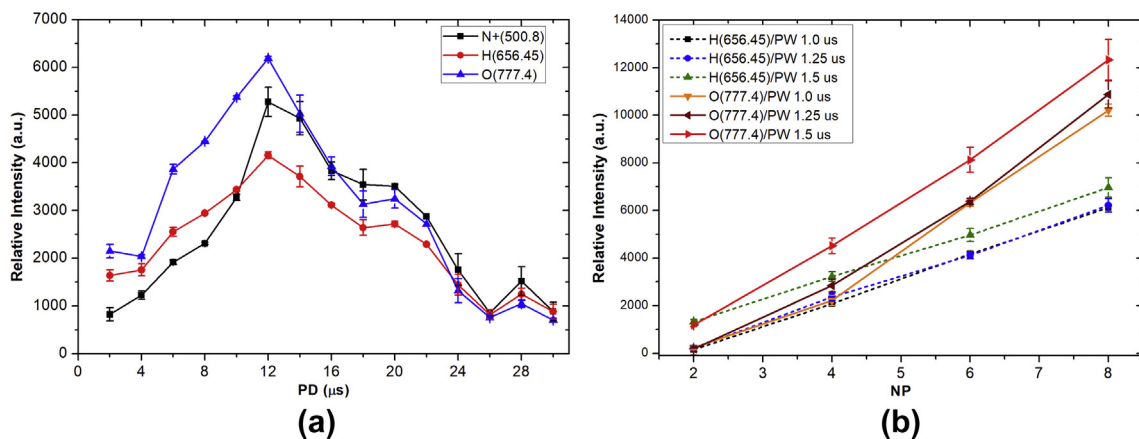 N+(500.8)
H(656.45)
O(777.4)
7000
6000
5000
4000
3000
2000
1000
0
Relative Intensity (a.u.)
0 4 8 12 16 20 24 28
PD (μs)
(a)
H(656.45)/PW 1.0 us
H(656.45)/PW 1.25 us
H(656.45)/PW 1.5 us
O(777.4)/PW 1.0 us
O(777.4)/PW 1.25 us
O(777.4)/PW 1.5 us
14000
12000
10000
8000
6000
4000
2000
0
Relative Intensity (a.u.)
2 3 4 5 6 7 8
NP
(b)